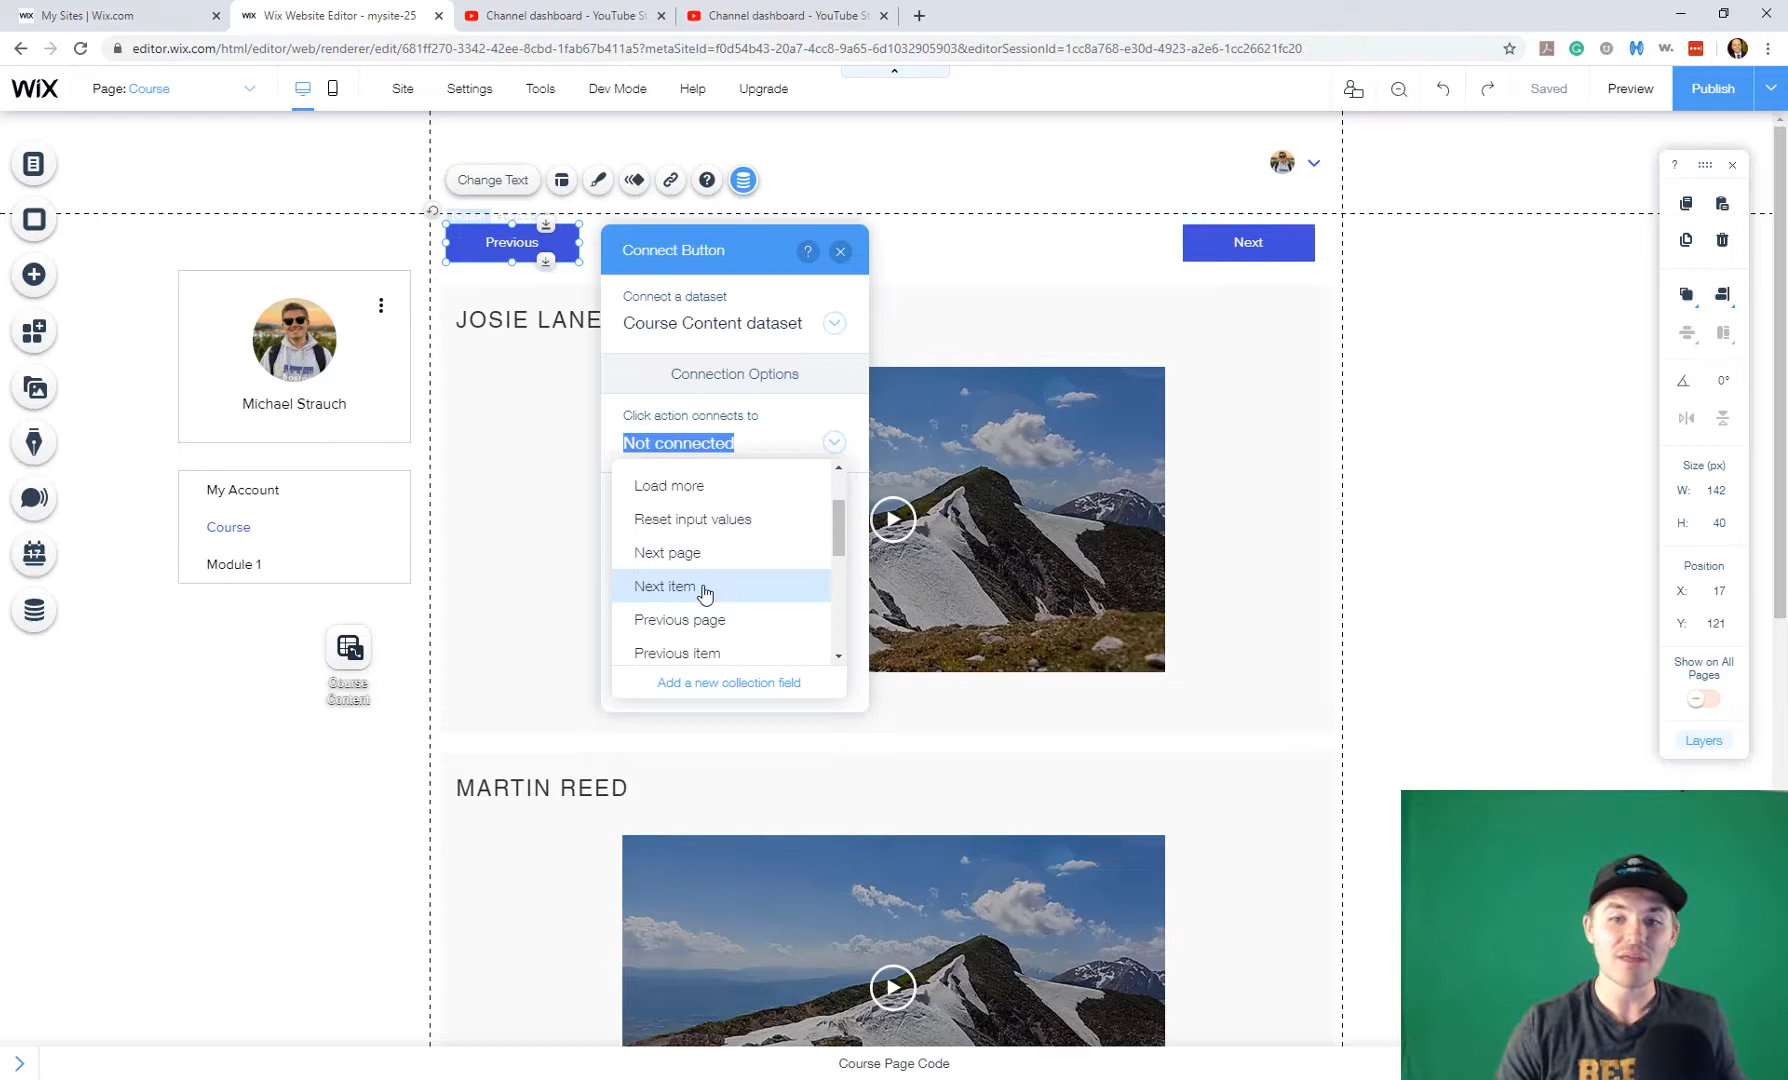 My Sites | Wix.com
Wix Website Editor - mysite-25
Channel dashboard - YouTube St
Channel dashboard - YouTube St
editor.wix.com/html/editor/web/renderer/edit/681ff270-3342-42ee-8cbd-1fab67b411a5?metaSiteId=f0d54b43-20a7-4cc8-9a65-6d1032905903&editorSessionId=1cc8a768-e30d-4923-a2e6-1cc26621fc20
WiX
Page: Course
Site
Settings
Tools
Dev Mode
Help
Upgrade
Saved
Preview
Publish
Change Text
Previous
Next
Connect Button
Connect a dataset
Course Content dataset
Connection Options
Click action connects to
Not connected
Load more
Reset input values
Next page
Next item
Previous page
Previous item
Add a new collection field
JOSIE LANE
MARTIN REED
Michael Strauch
My Account
Course
Module 1
Course
Content
0°
Size (px)
W: 142
H: 40
Position
X: 17
Y: 121
Show on All
Pages
Layers
Course Page Code